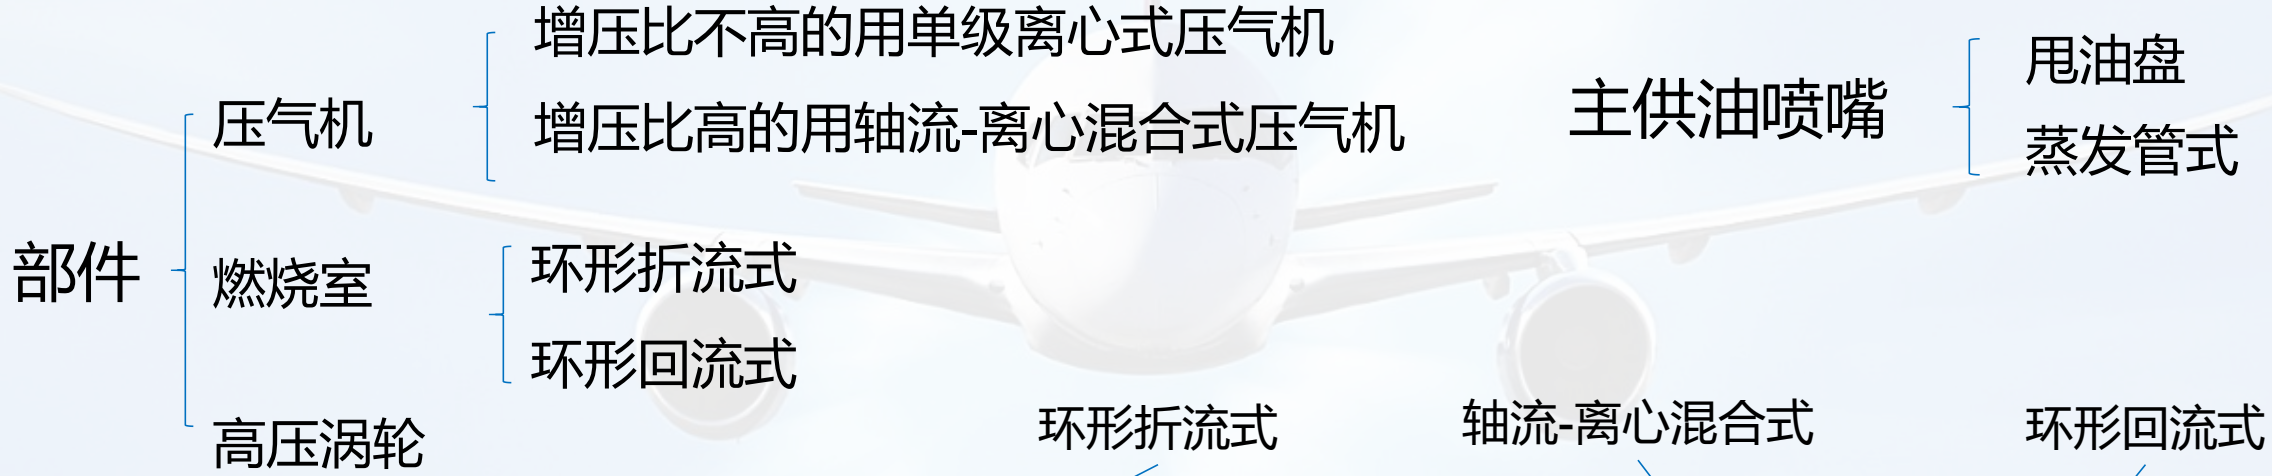 增压比不高的用单级离心式压气机
压气机
增压比高的用轴流-离心混合式压气机
主供油喷嘴
甩油盘
蒸发管式
部件
燃烧室
环形折流式
环形回流式
高压涡轮
环形折流式
轴流-离心混合式
环形回流式